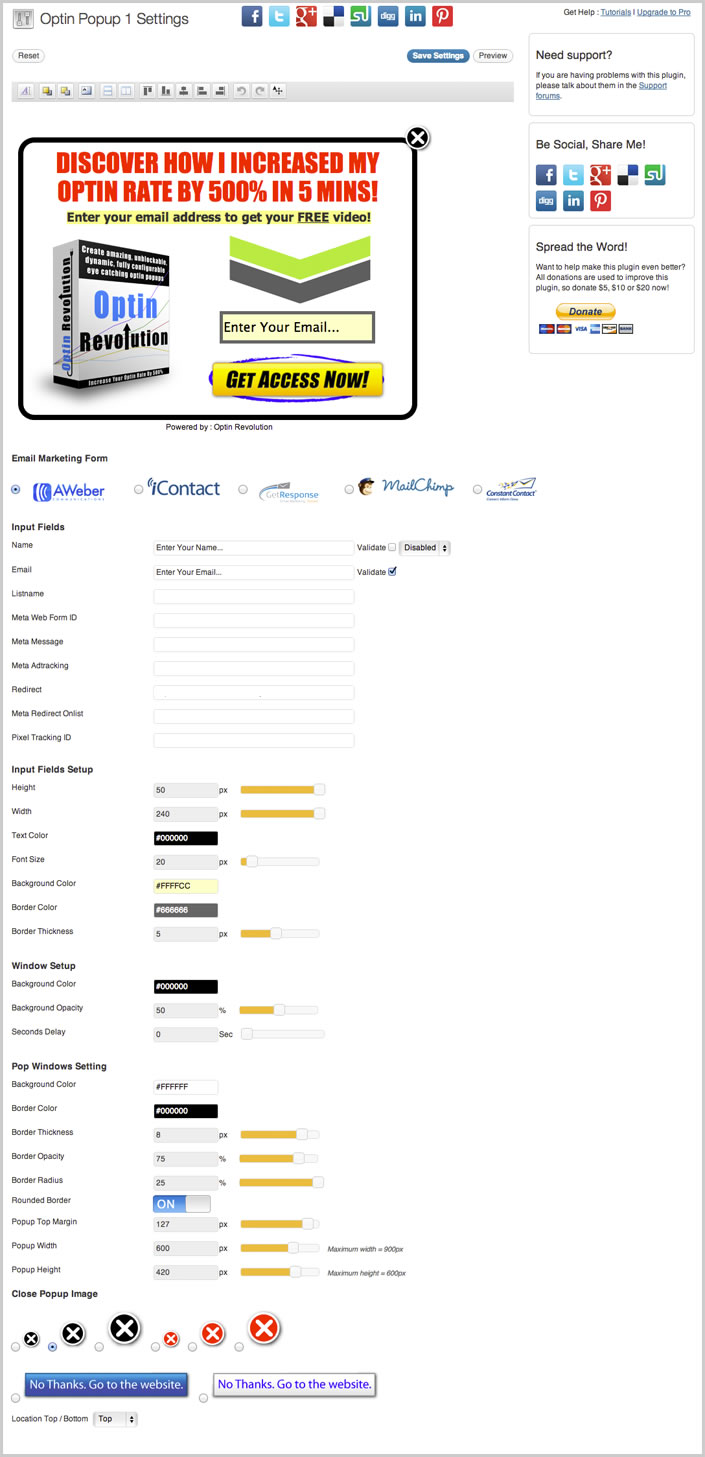 Optin Popup 1 Settings
Get Help : Tutorials | Upgrade to Pro
Reset
Save Settings
Preview
DISCOVER HOW I INCREASED MY
OPTIN RATE BY 500% IN 5 MINS!
Enter your email address to get your FREE video!
Create amazing, unblockable,
dynamic, fully configurable
eye catching optin popups
Optin
Revolution
Optin Revolution
Increase Your Optin Rate By 500%
Enter Your Email...
GET ACCESS NOW!
Powered by : Optin Revolution
Need support?
If you are having problems with this plugin,
please talk about them in the Support
forums.
Be Social, Share Me!
digg
in
Spread the Word!
Want to help make this plugin even better?
All donations are used to improve this
plugin, so donate $5, $10 or $20 now!
Donate
VISA
BANK
Email Marketing Form
AWeber
COMMUNICATIONS
iContact
GetResponse
MailChimp
Constant Contact
Input Fields
Name Enter Your Name... Validate Disabled
Email Enter Your Email... Validate
Listname
Meta Web Form ID
Meta Message
Meta Adtracking
Redirect
Meta Redirect Onlist
Pixel Tracking ID
Input Fields Setup
Height 50 px
Width 240 px
Text Color #000000
Font Size 20 px
Background Color #FFFFCC
Border Color #666666
Border Thickness 5 px
Window Setup
Background Color #000000
Background Opacity 50 %
Seconds Delay 0 Sec
Pop Windows Setting
Background Color #FFFFFF
Border Color #000000
Border Thickness 8 px
Border Opacity 75 %
Border Radius 25 %
Rounded Border ON
Popup Top Margin 127 px
Popup Width 600 px Maximum width = 900px
Popup Height 420 px Maximum height = 600px
Close Popup Image
No Thanks. Go to the website.
No Thanks. Go to the website.
Location Top / Bottom Top